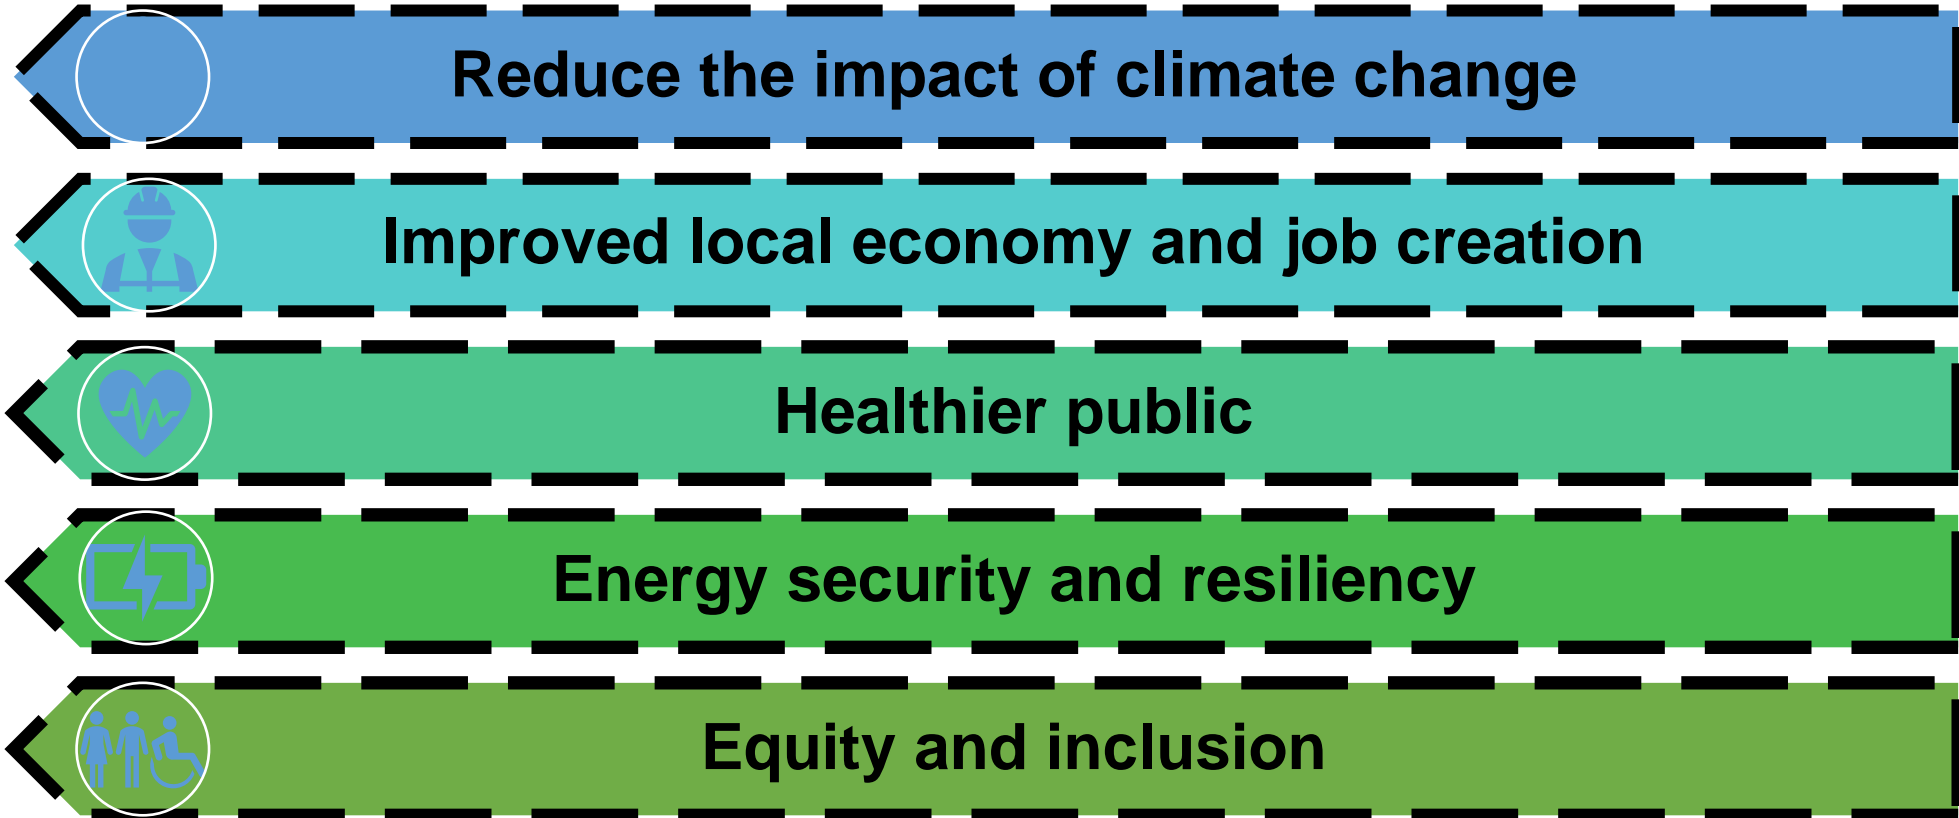 Reduce the impact of climate change
Improved local economy and job creation
Healthier public
Energy security and resiliency
Equity and inclusion